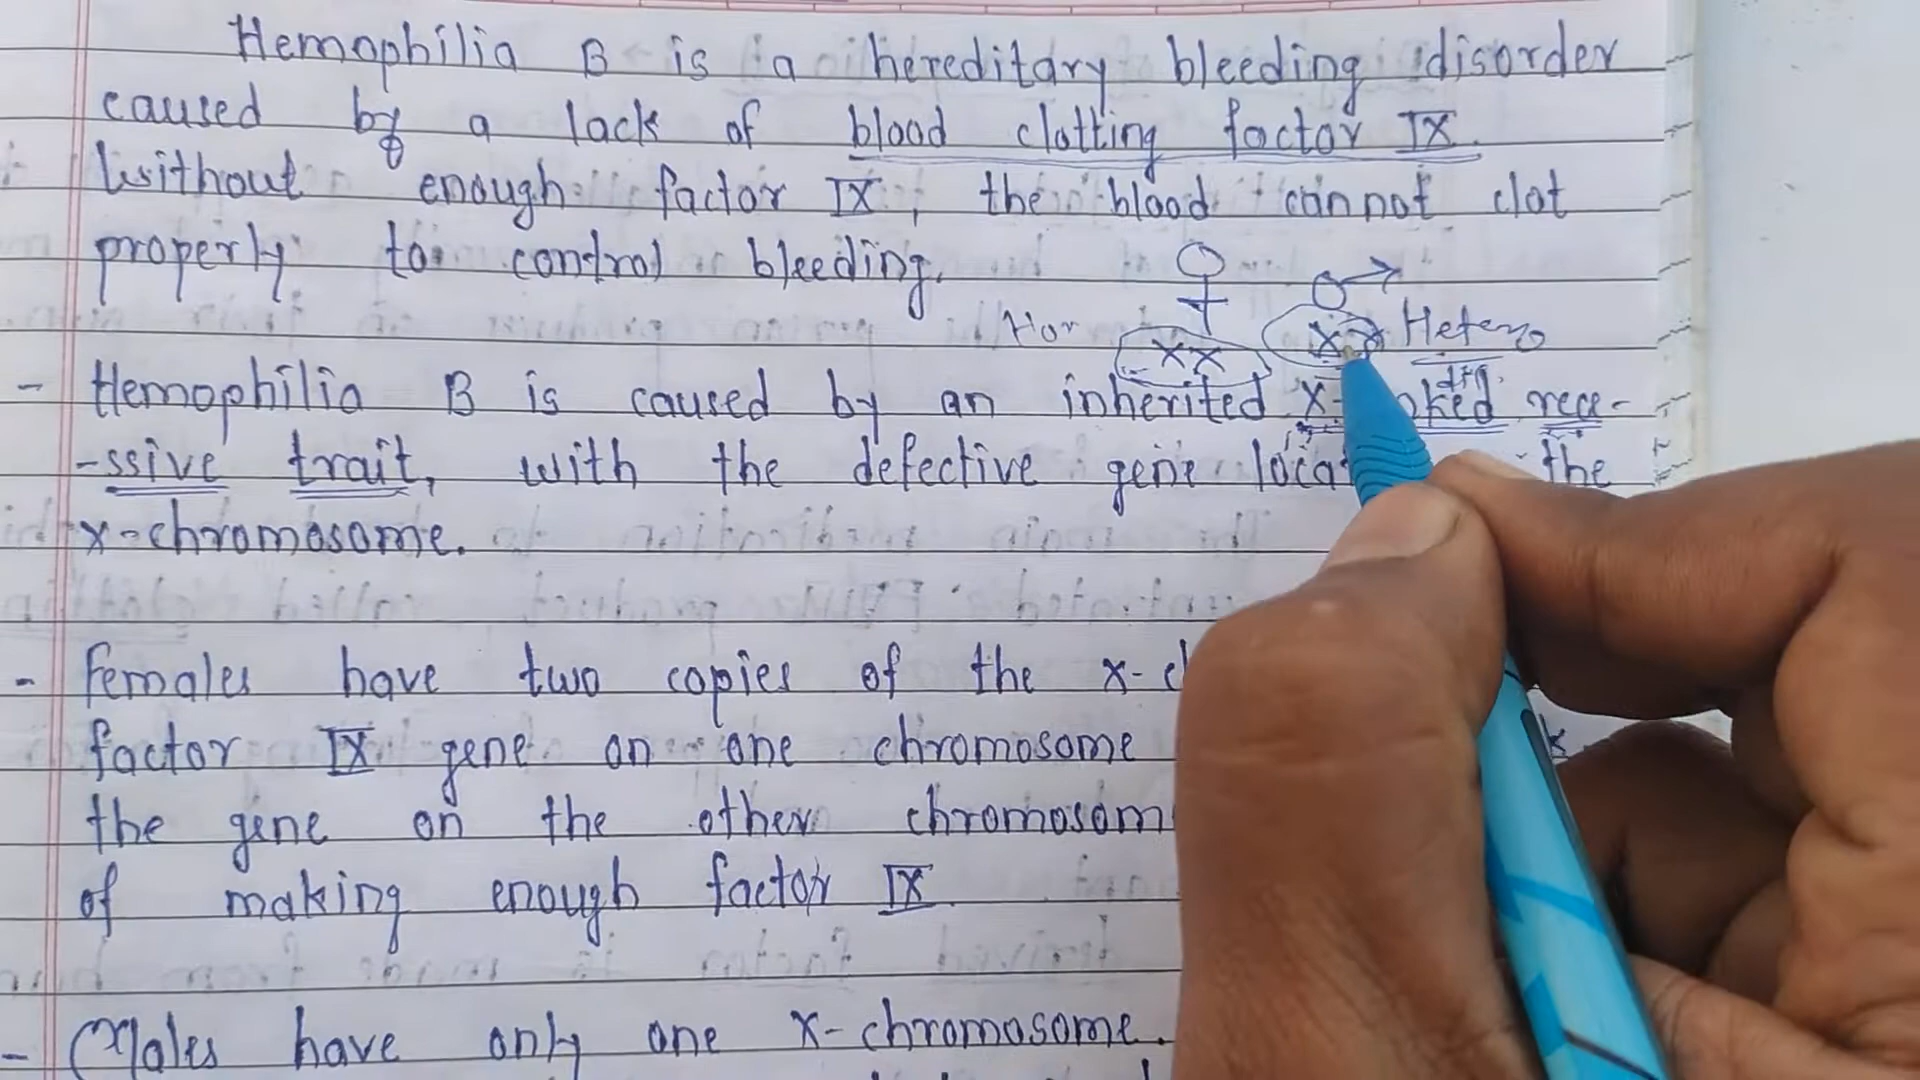 Hemophilia B is a hereditary bleeding disorder
caused by a lack of blood clotting factor IX.
Without enough factor IX, the blood cannot clot
properly to control bleeding.
Hetero
XX
- Hemophilia B is caused by an inherited X- rece-
-ssive trait, with the defective gene the
x-chromosome.
- Females have two copies of the x-
factor IX gene on one chromosome
the gene on the other
of making enough factor IX.
- Males have only one x-chromosome.